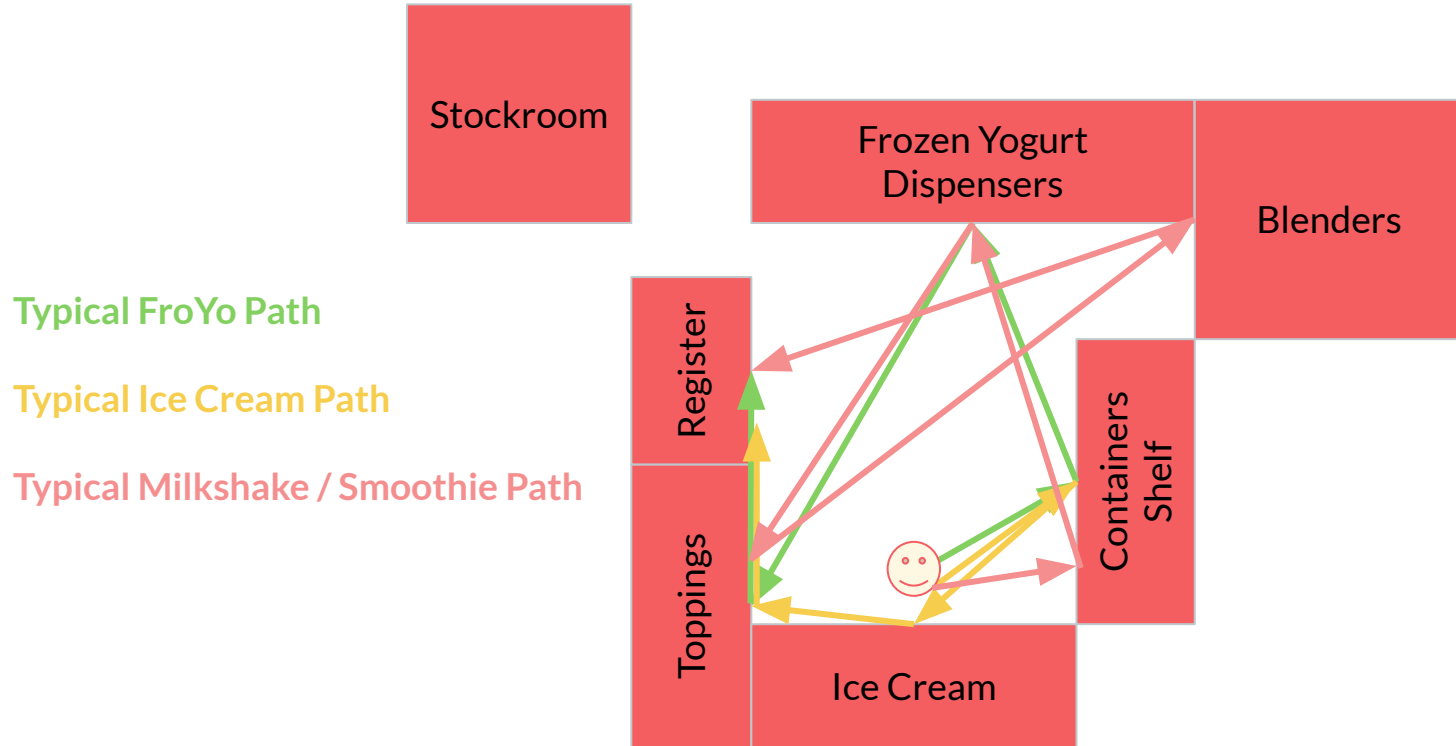 Stockroom
Frozen Yogurt
Dispensers
Blenders
Typical FroYo Path
Register
Typical Ice Cream Path
Containers
Shelf
Typical Milkshake / Smoothie Path
Toppings
Ice Cream